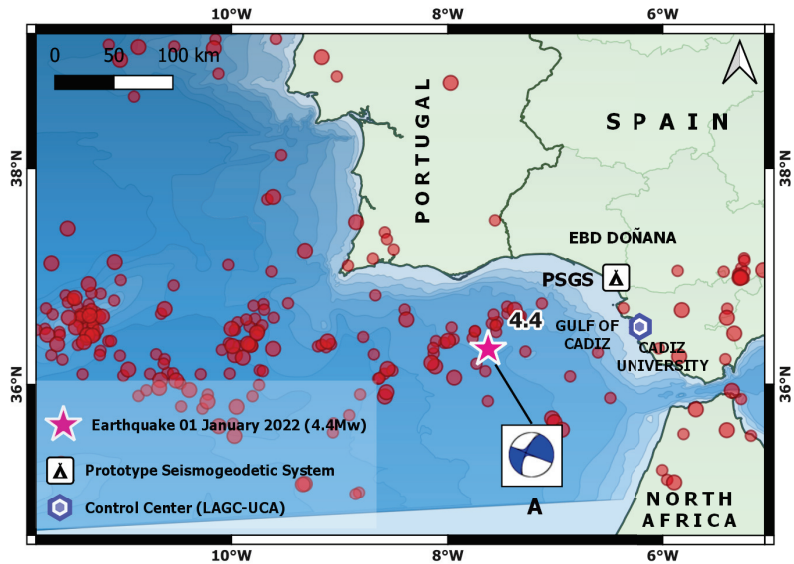 10°W 8°W 6°W
0 50 100 km
PORTUGAL
SPAIN
38°N 38°N
EBD DOÑANA
PSGS
4.4
GULF OF
CADIZ
CADIZ
UNIVERSITY
36°N 36°N
Earthquake 01 January 2022 (4.4Mw)
Prototype Seismogeodetic System
Control Center (LAGC-UCA)
A
NORTH
AFRICA
10°W 8°W 6°W